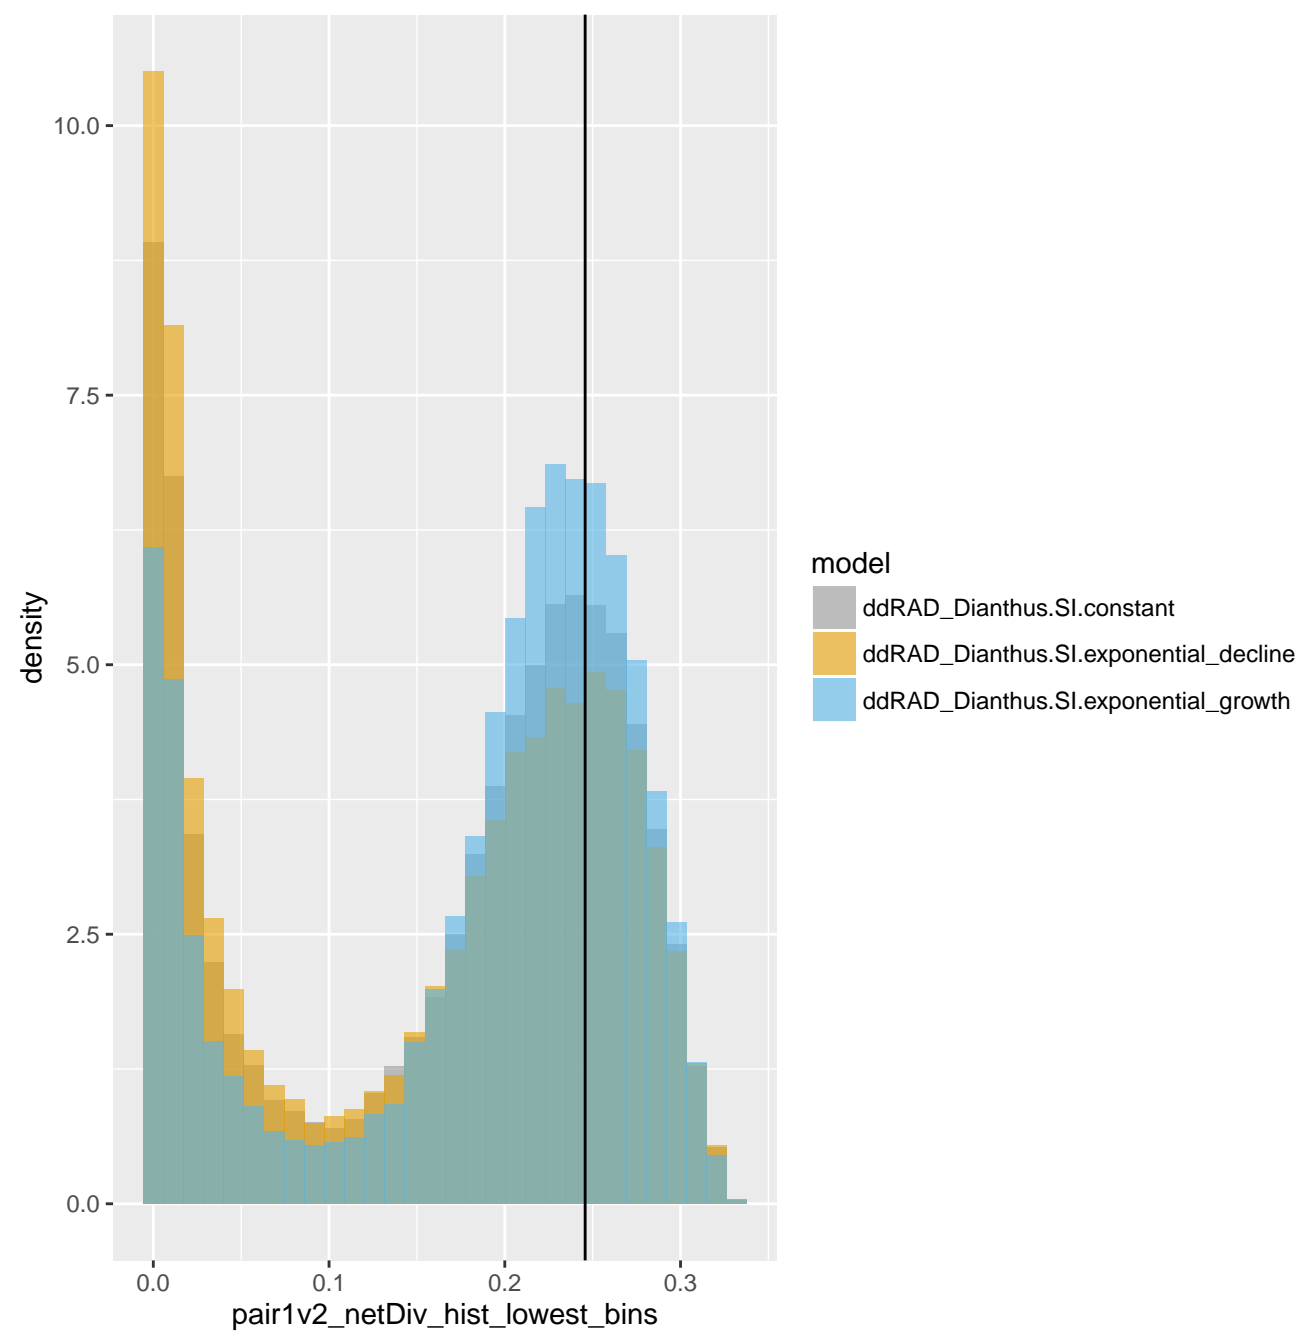 10.0
7.5
5.0
2.5
0.0
density
0.0 0.1 0.2 0.3
pair1v2_netDiv_hist_lowest_bins
model
ddRAD_Dianthus.SI.constant
ddRAD_Dianthus.SI.exponential_decline
ddRAD_Dianthus.SI.exponential_growth